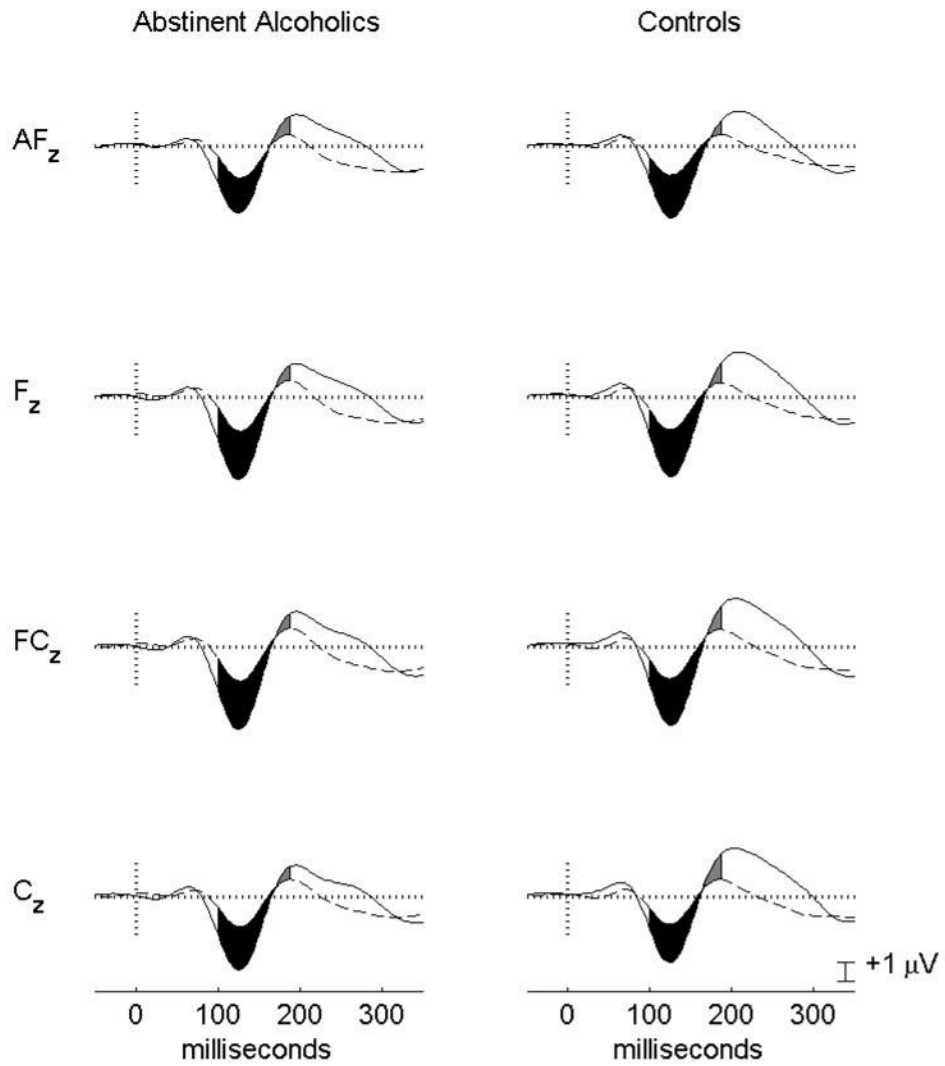 Abstinent Alcoholics Controls
AFz
Fz
FCz
Cz
+1 μV
0 100 200 300 0 100 200 300
milliseconds milliseconds